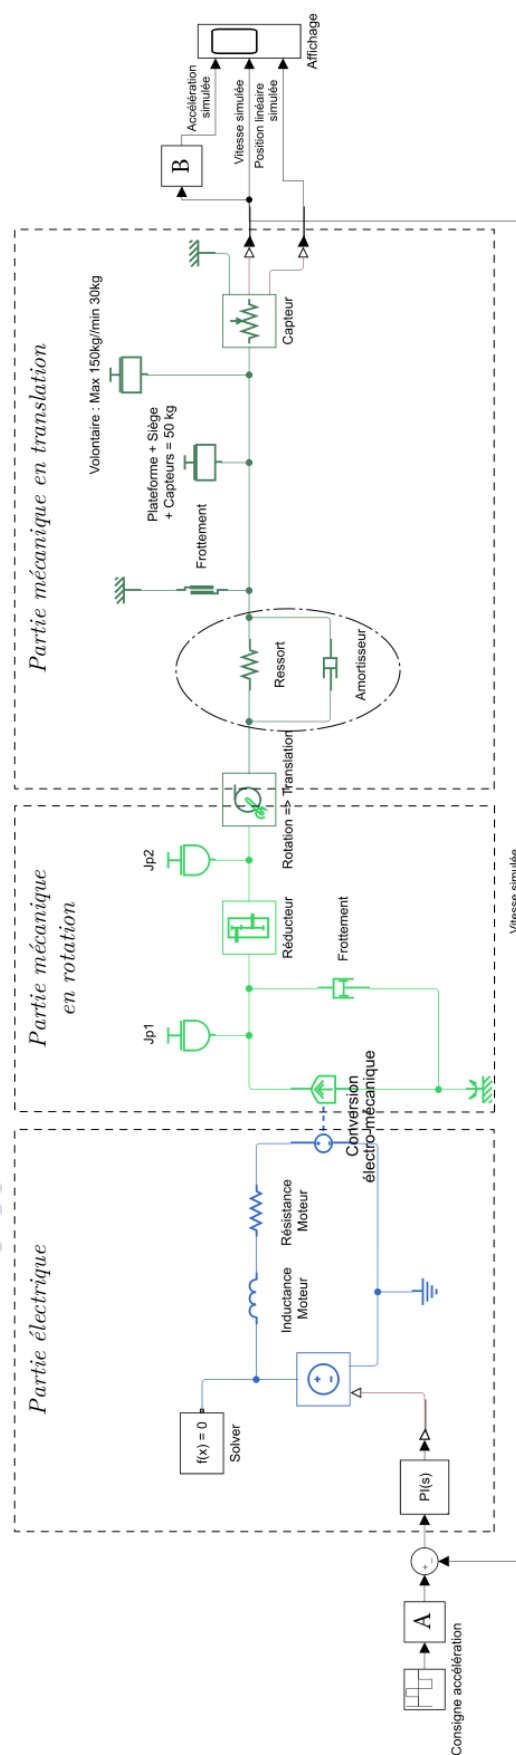 Consigne accélération
A
+
−
PI(s)
Partie électrique
f(x) = 0
Solver
Inductance
Moteur
Résistance
Moteur
+
−
Conversion
électro-mécanique
Partie mécanique
en rotation
Jp1
Jp2
Réducteur
Frottement
Rotation => Translation
Partie mécanique en translation
Ressort
Amortisseur
Frottement
Plateforme + Siège
+ Capteurs = 50 kg
Volontaire : Max 150kg//min 30kg
Capteur
B
Accélération
simulée
Vitesse simulée
Position linéaire
simulée
Affichage
Vitesse simulée